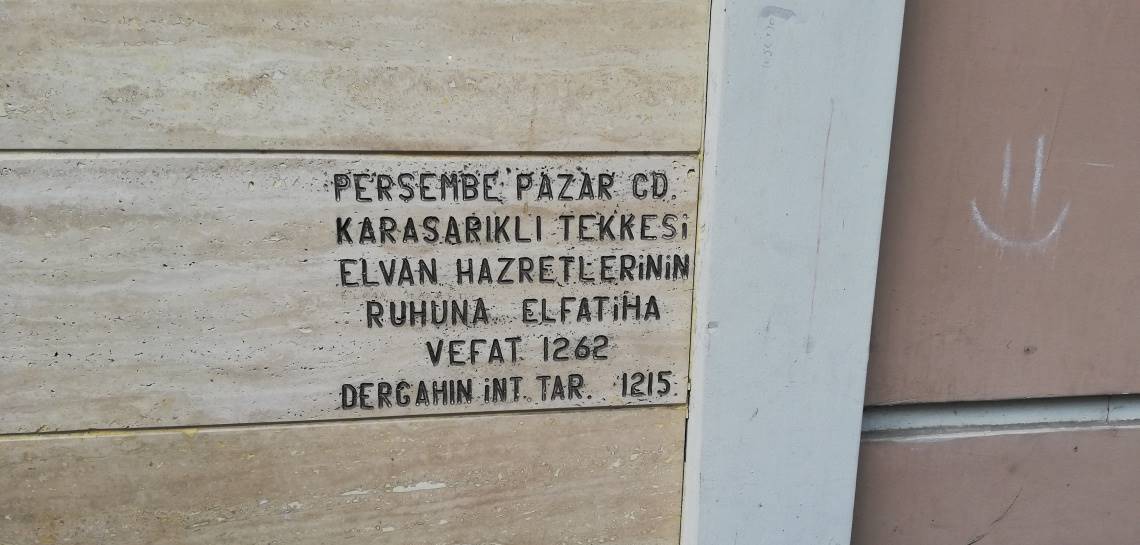 PERŞEMBE PAZAR CD.
KARASARIKLI TEKKESİ
ELVAN HAZRETLERİNİN
RUHUNA ELFATİHA
VEFAT 1262
DERGAHIN İNT. TAR. 1215